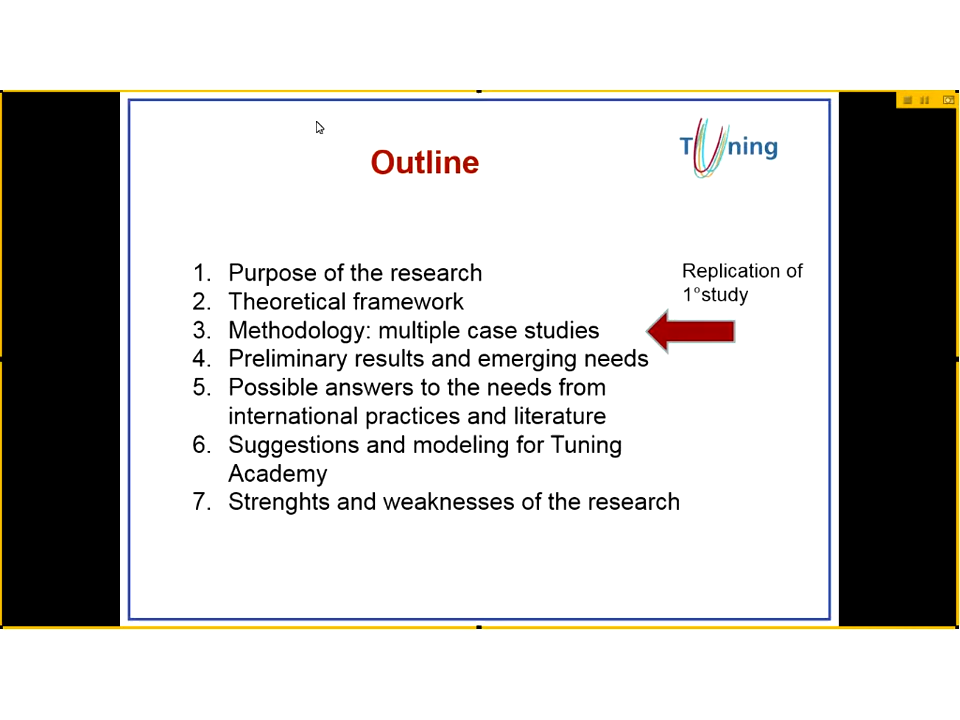 Tuning
Outline
1. Purpose of the research
2. Theoretical framework
3. Methodology: multiple case studies
4. Preliminary results and emerging needs
5. Possible answers to the needs from
international practices and literature
6. Suggestions and modeling for Tuning
Academy
7. Strenghts and weaknesses of the research
Replication of
1°study